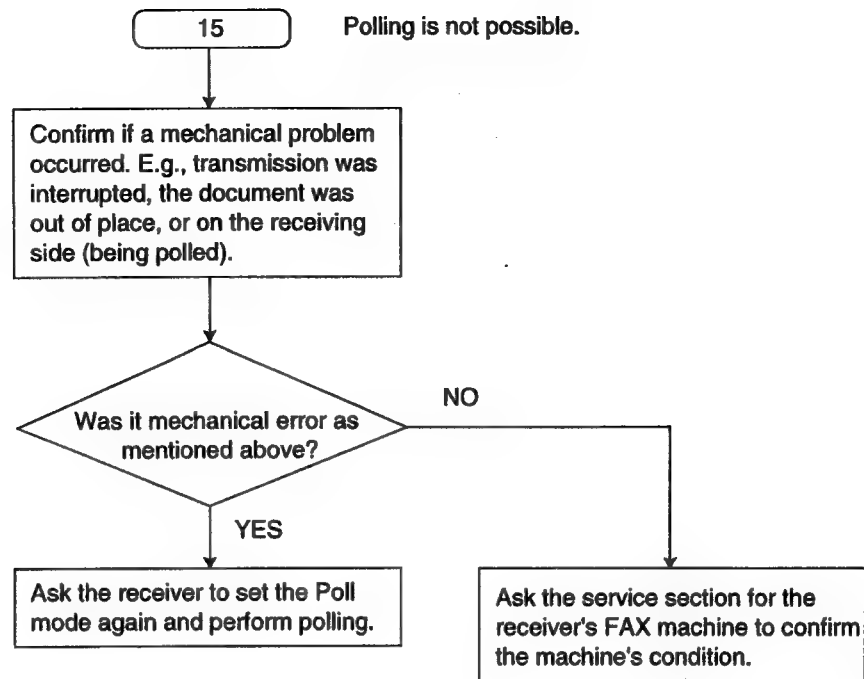 15
Polling is not possible.
Confirm if a mechanical problem
occurred. E.g., transmission was
interrupted, the document was
out of place, or on the receiving
side (being polled).
Was it mechanical error as
mentioned above?
NO
YES
Ask the receiver to set the Poll
mode again and perform polling.
Ask the service section for the
receiver's FAX machine to confirm
the machine's condition.